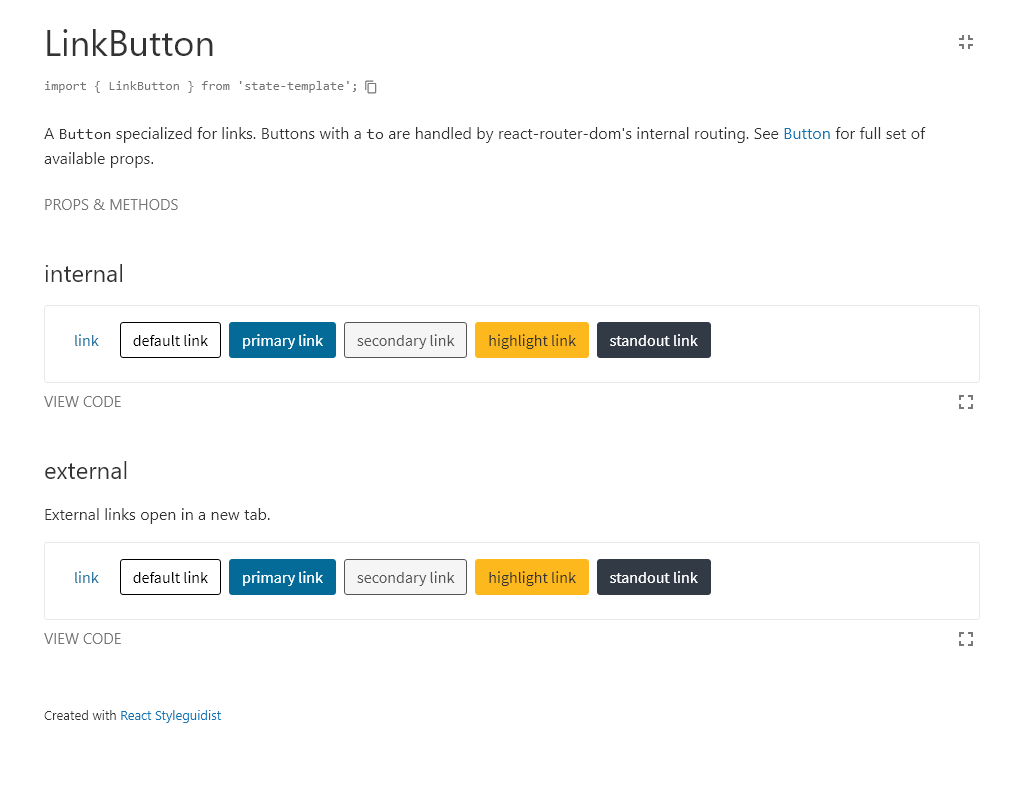 LinkButton
import { LinkButton } from 'state-template';
A Button specialized for links. Buttons with a to are handled by react-router-dom's internal routing. See Button for full set of
available props.
PROPS & METHODS
internal
link default link primary link secondary link highlight link standout link
VIEW CODE
external
External links open in a new tab.
link default link primary link secondary link highlight link standout link
VIEW CODE
Created with React Styleguidist